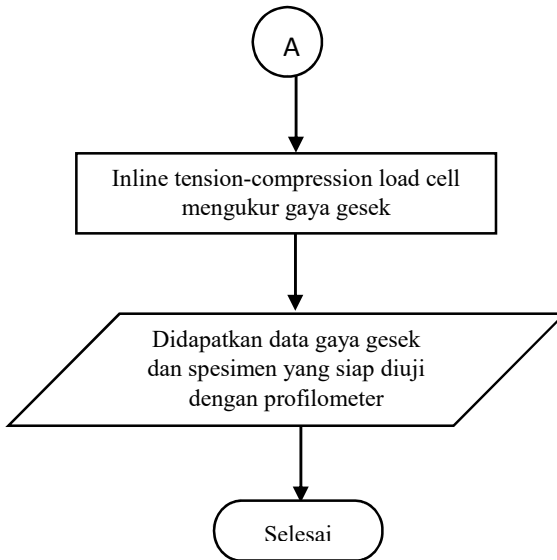 A
Inline tension-compression load cell
mengukur gaya gesek
Didapatkan data gaya gesek
dan spesimen yang siap diuji
dengan profilometer
Selesai